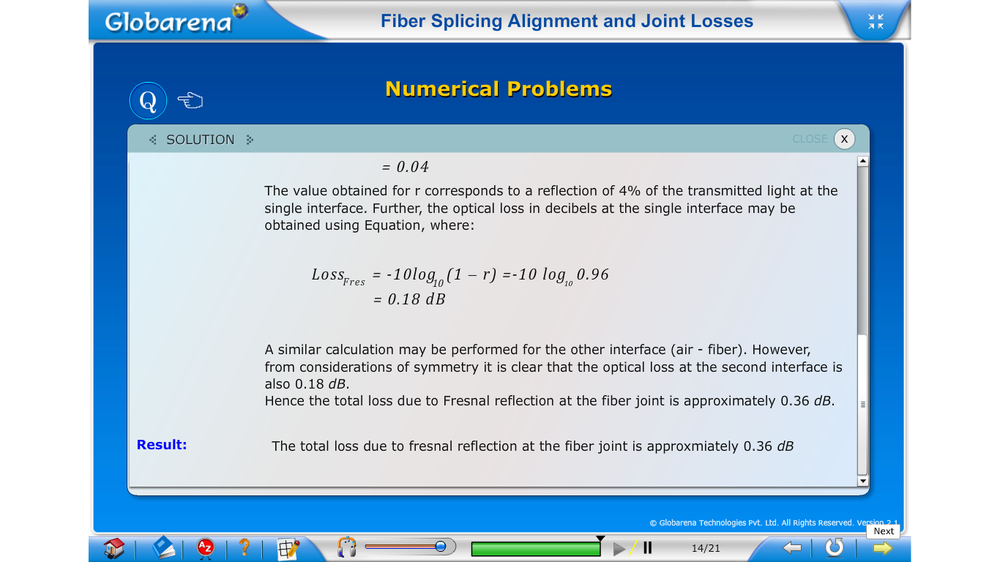 Globarena
Fiber Splicing Alignment and Joint Losses
Q
Numerical Problems
SOLUTION
CLOSE X
= 0.04
The value obtained for r corresponds to a reflection of 4% of the transmitted light at the
single interface. Further, the optical loss in decibels at the single interface may be
obtained using Equation, where:
Loss_Fres = -10log_10 (1 – r) =-10 log_10 0.96
= 0.18 dB
A similar calculation may be performed for the other interface (air - fiber). However,
from considerations of symmetry it is clear that the optical loss at the second interface is
also 0.18 dB.
Hence the total loss due to Fresnal reflection at the fiber joint is approximately 0.36 dB.
Result: The total loss due to fresnal reflection at the fiber joint is approxmiately 0.36 dB
© Globarena Technologies Pvt. Ltd. All Rights Reserved. Version 2.1
Next
AZ
?
14/21